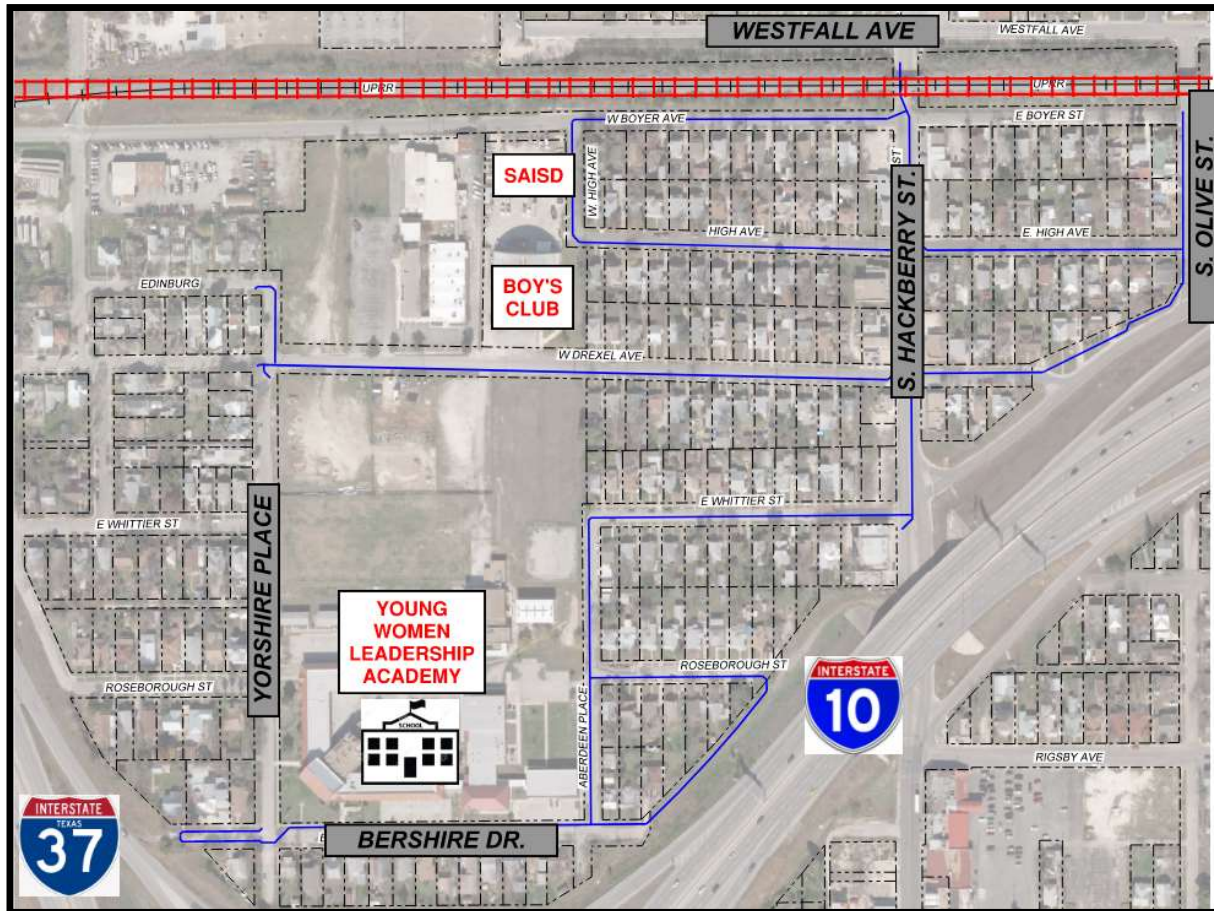 WESTFALL AVE
WESTFALL AVE
UPRR
UPRR
W BOYER AVE
E BOYER ST
SAISD
W. HIGH AVE
ST
S. HACKBERRY ST.
S. OLIVE ST.
HIGH AVE
E. HIGH AVE
EDINBURG
BOY'S
CLUB
W DREXEL AVE
E WHITTIER ST
E WHITTIER ST
YORSHIRE PLACE
YOUNG
WOMEN
LEADERSHIP
ACADEMY
SCHOOL
ROSEBOROUGH ST
ROSEBOROUGH ST
ABERDEEN PLACE
INTERSTATE
10
RIGSBY AVE
INTERSTATE
TEXAS
37
BERSHIRE DR.